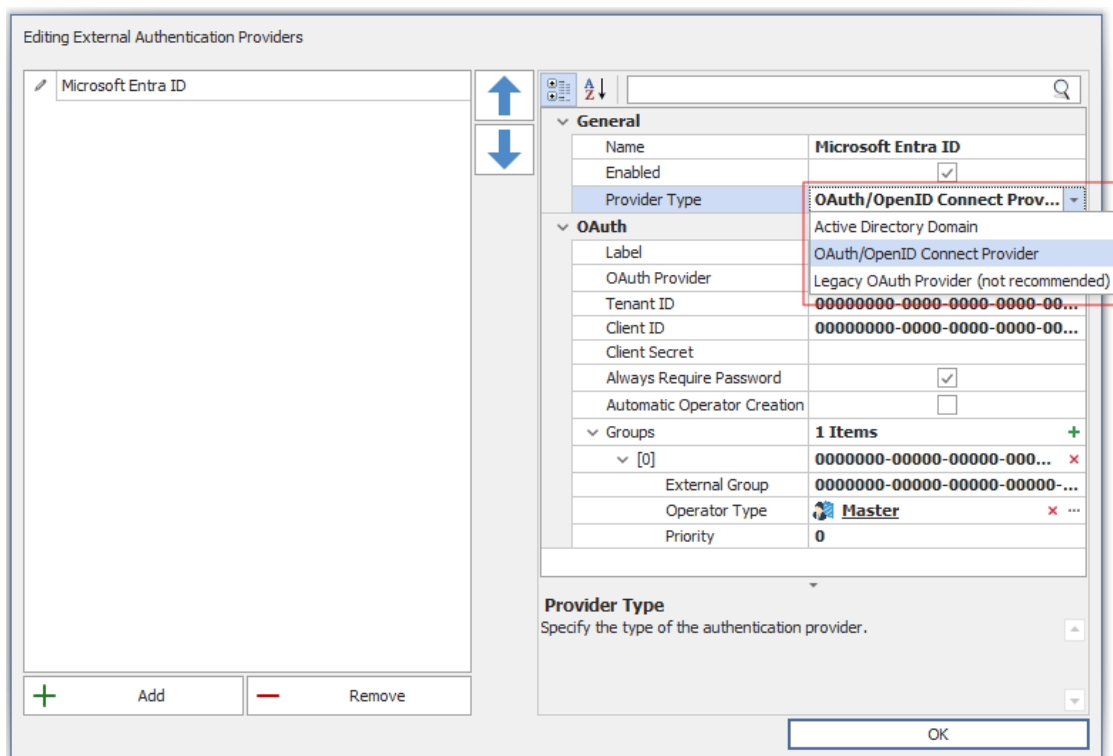 Editing External Authentication Providers
Microsoft Entra ID
General
Name Microsoft Entra ID
Enabled
Provider Type OAuth/OpenID Connect Prov...
Active Directory Domain
OAuth/OpenID Connect Provider
Legacy OAuth Provider (not recommended)
OAuth
Label
OAuth Provider
Tenant ID 00000000-0000-0000-0000-00...
Client ID 00000000-0000-0000-0000-00...
Client Secret
Always Require Password
Automatic Operator Creation
Groups 1 Items
[0] 0000000-00000-00000-000...
External Group 0000000-00000-00000-00000-...
Operator Type Master
Priority 0
Provider Type
Specify the type of the authentication provider.
Add Remove
OK